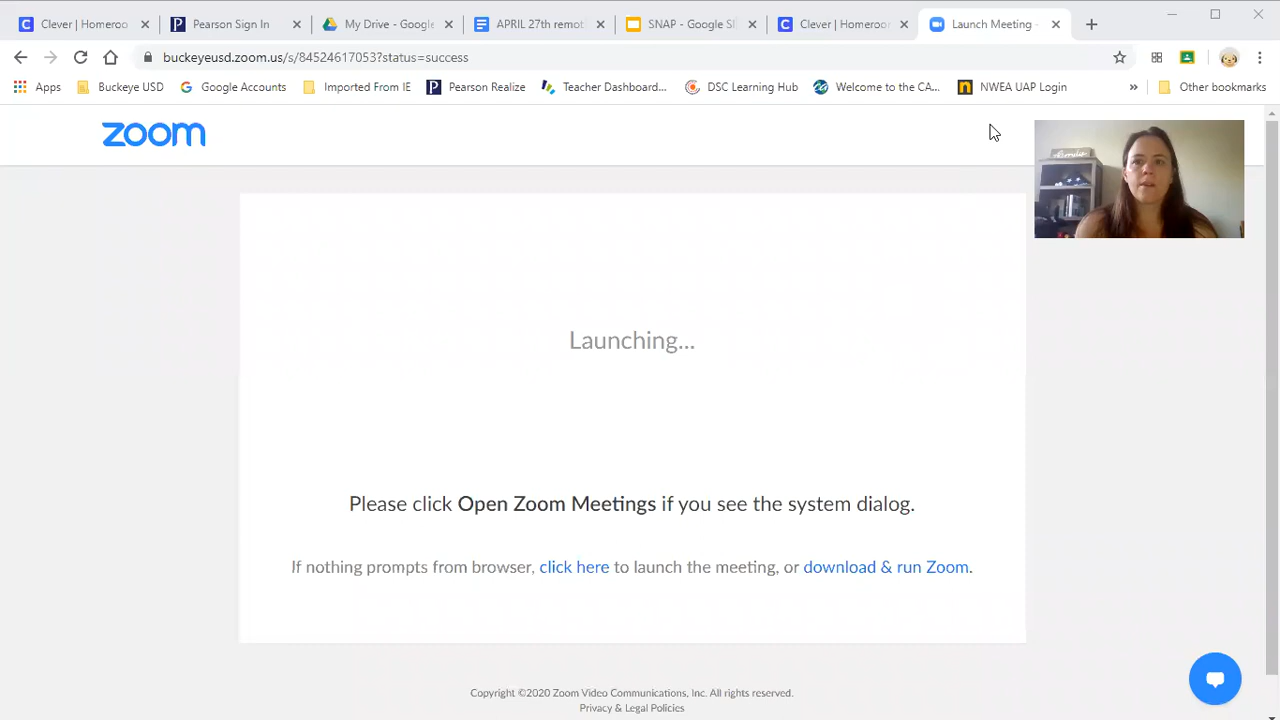 Clever | Homeroo
Pearson Sign In
My Drive - Google
APRIL 27th remot
SNAP - Google Sl
Clever | Homeroom
Launch Meeting -
buckeyeusd.zoom.us/s/84524617053?status=success
Apps
Buckeye USD
Google Accounts
Imported From IE
Pearson Realize
Teacher Dashboard...
DSC Learning Hub
Welcome to the CA...
NWEA UAP Login
»
Other bookmarks
zoom
Launching...
Please click Open Zoom Meetings if you see the system dialog.
If nothing prompts from browser, click here to launch the meeting, or download & run Zoom.
Copyright ©2020 Zoom Video Communications, Inc. All rights reserved.
Privacy & Legal Policies